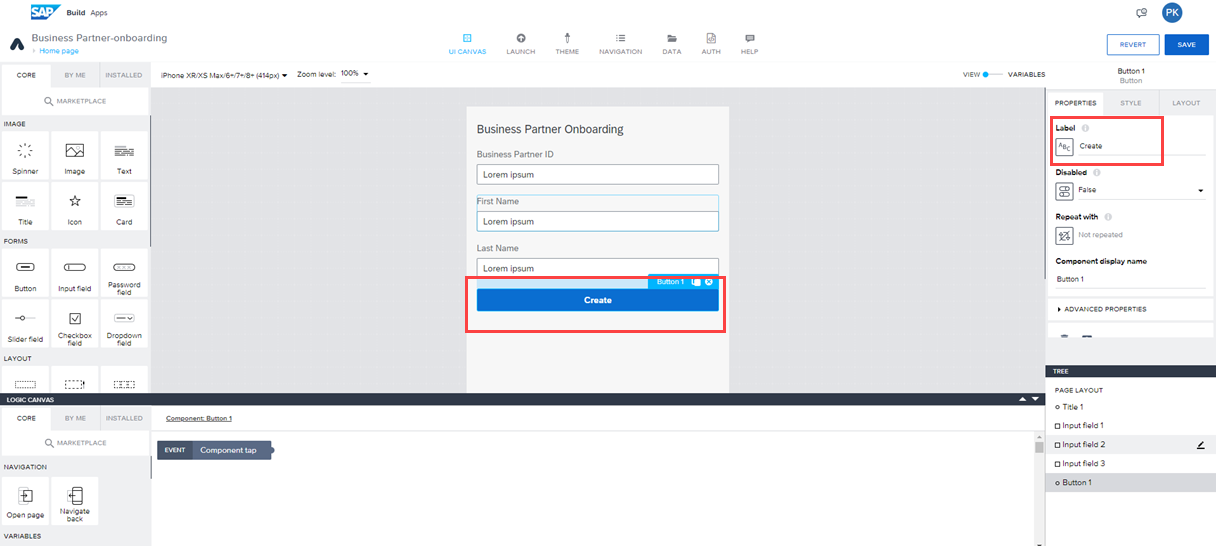 SAP Build Apps
PK
Business Partner-onboarding
› Home page
UI CANVAS LAUNCH THEME NAVIGATION DATA AUTH HELP
REVERT SAVE
CORE BY ME INSTALLED
iPhone XR/XS Max/6+/7+/8+ (414px) Zoom level: 100%
VIEW VARIABLES
Button 1
Button
MARKETPLACE
IMAGE
Spinner Image Text
Title Icon Card
FORMS
Button Input field Password field
Slider field Checkbox field Dropdown field
LAYOUT
Business Partner Onboarding
Business Partner ID
Lorem ipsum
First Name
Lorem ipsum
Last Name
Lorem ipsum
Button 1
Create
PROPERTIES STYLE LAYOUT
Label
ABC Create
Disabled
False
Repeat with
Not repeated
Component display name
Button 1
ADVANCED PROPERTIES
TREE
PAGE LAYOUT
Title 1
Input field 1
Input field 2
Input field 3
Button 1
LOGIC CANVAS
CORE BY ME INSTALLED
Component: Button 1
MARKETPLACE
EVENT Component tap
NAVIGATION
Open page Navigate back
VARIABLES